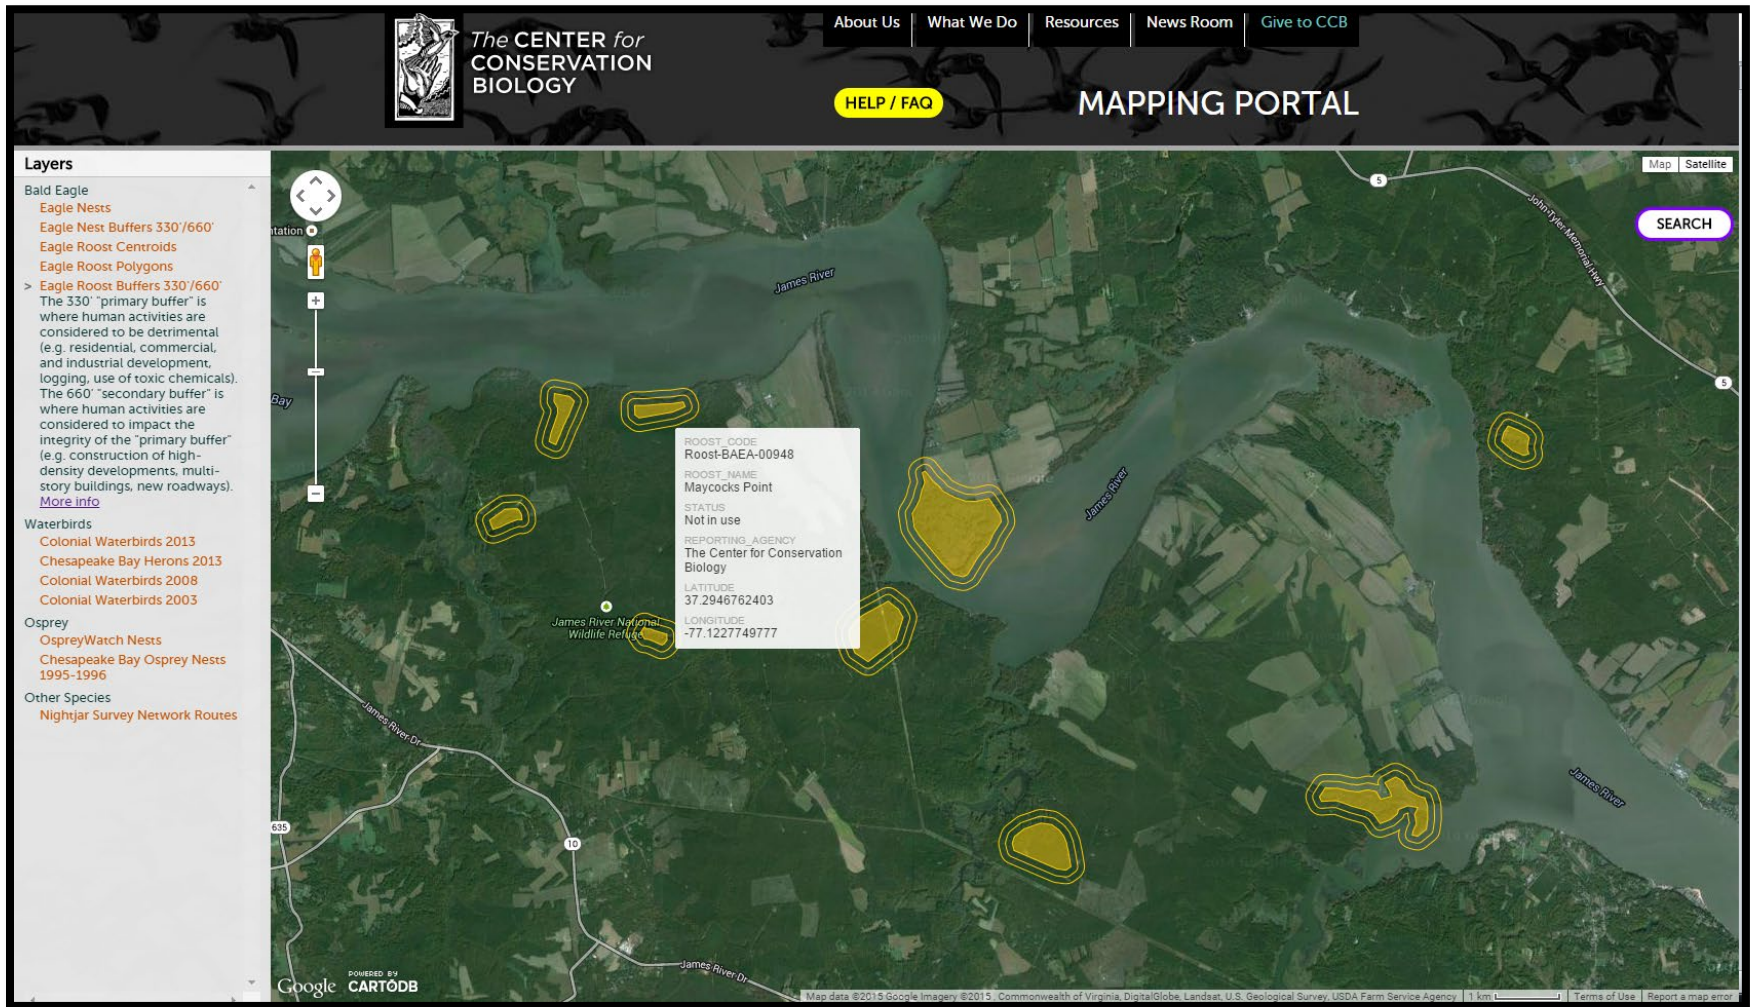 The CENTER for
CONSERVATION
BIOLOGY
About Us
What We Do
Resources
News Room
Give to CCB
HELP / FAQ
MAPPING PORTAL
Layers
Bald Eagle
Eagle Nests
Eagle Nest Buffers 330'/660'
Eagle Roost Centroids
Eagle Roost Polygons
> Eagle Roost Buffers 330'/660'
The 330' "primary buffer" is
where human activities are
considered to be detrimental
(e.g. residential, commercial,
and industrial development,
logging, use of toxic chemicals).
The 660' "secondary buffer" is
where human activities are
considered to impact the
integrity of the "primary buffer"
(e.g. construction of high-
density developments, multi-
story buildings, new roadways).
More info
Waterbirds
Colonial Waterbirds 2013
Chesapeake Bay Herons 2013
Colonial Waterbirds 2008
Colonial Waterbirds 2003
Osprey
OspreyWatch Nests
Chesapeake Bay Osprey Nests
1995-1996
Other Species
Nightjar Survey Network Routes
Map
Satellite
SEARCH
ntation
5
John Tyler Memorial Hwy
James River
5
Bay
ROOST_CODE
Roost-BAEA-00948
ROOST_NAME
Maycocks Point
STATUS
Not in use
REPORTING_AGENCY
The Center for Conservation
Biology
LATITUDE
37.2946762403
LONGITUDE
-77.1227749777
James River
James River National
Wildlife Refuge
James River Dr
James River
635
10
James River Dr
Google
POWERED BY
CARTODB
Map data ©2015 Google Imagery ©2015 , Commonwealth of Virginia, DigitalGlobe, Landsat, U.S. Geological Survey, USDA Farm Service Agency
1 km
Terms of Use
Report a map error